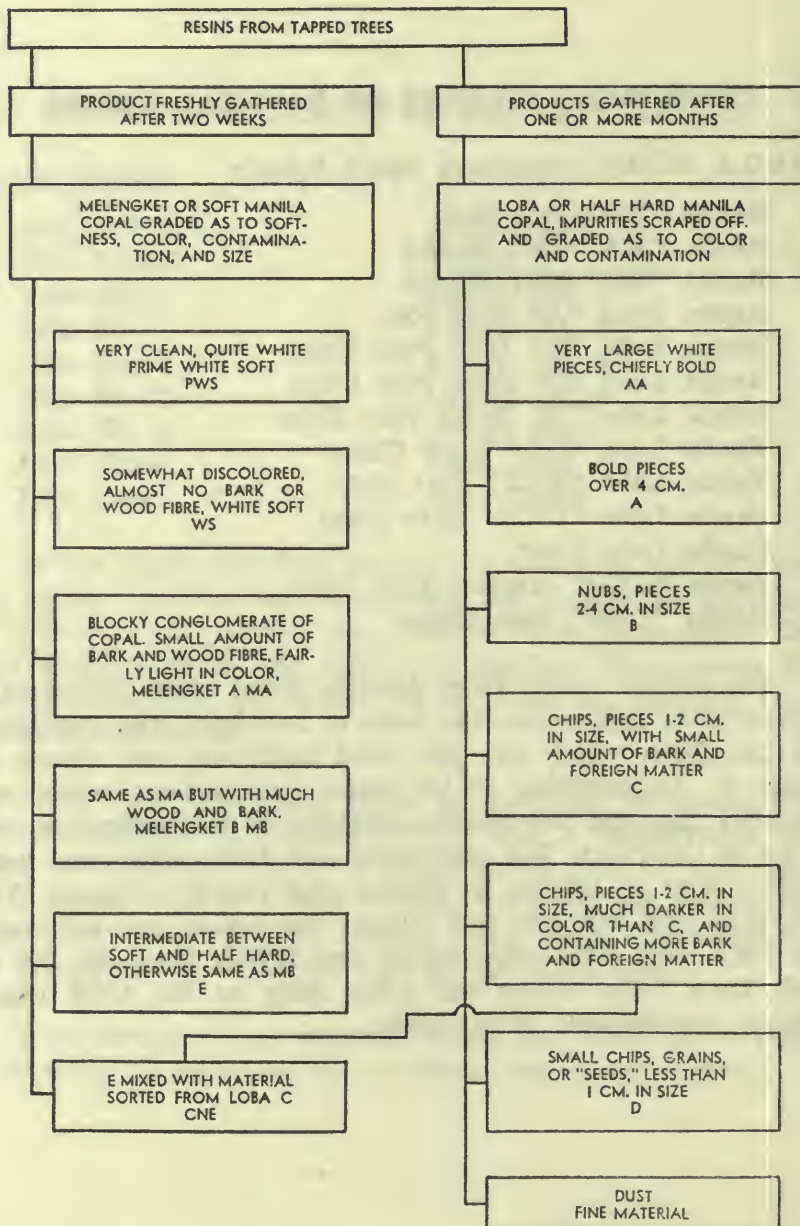 RESINS FROM TAPPED TREES
PRODUCT FRESHLY GATHERED
AFTER TWO WEEKS
MELENGKET OR SOFT MANILA
COPAL GRADED AS TO SOFT-
NESS, COLOR, CONTAMINA-
TION, AND SIZE
VERY CLEAN, QUITE WHITE
PRIME WHITE SOFT
PWS
SOMEWHAT DISCOLORED,
ALMOST NO BARK OR
WOOD FIBRE, WHITE SOFT
WS
BLOCKY CONGLOMERATE OF
COPAL. SMALL AMOUNT OF
BARK AND WOOD FIBRE, FAIR-
LY LIGHT IN COLOR,
MELENGKET A MA
SAME AS MA BUT WITH MUCH
WOOD AND BARK.
MELENGKET B MB
INTERMEDIATE BETWEEN
SOFT AND HALF HARD,
OTHERWISE SAME AS MB
E
E MIXED WITH MATERIAL
SORTED FROM LOBA C
CNE
PRODUCTS GATHERED AFTER
ONE OR MORE MONTHS
LOBA OR HALF HARD MANILA
COPAL, IMPURITIES SCRAPED OFF.
AND GRADED AS TO COLOR
AND CONTAMINATION
VERY LARGE WHITE
PIECES, CHIEFLY BOLD
AA
BOLD PIECES
OVER 4 CM.
A
NUBS, PIECES
2-4 CM. IN SIZE
B
CHIPS, PIECES 1-2 CM.
IN SIZE, WITH SMALL
AMOUNT OF BARK AND
FOREIGN MATTER
C
CHIPS, PIECES 1-2 CM. IN
SIZE, MUCH DARKER IN
COLOR THAN C, AND
CONTAINING MORE BARK
AND FOREIGN MATTER
SMALL CHIPS, GRAINS,
OR "SEEDS," LESS THAN
1 CM. IN SIZE
D
DUST
FINE MATERIAL